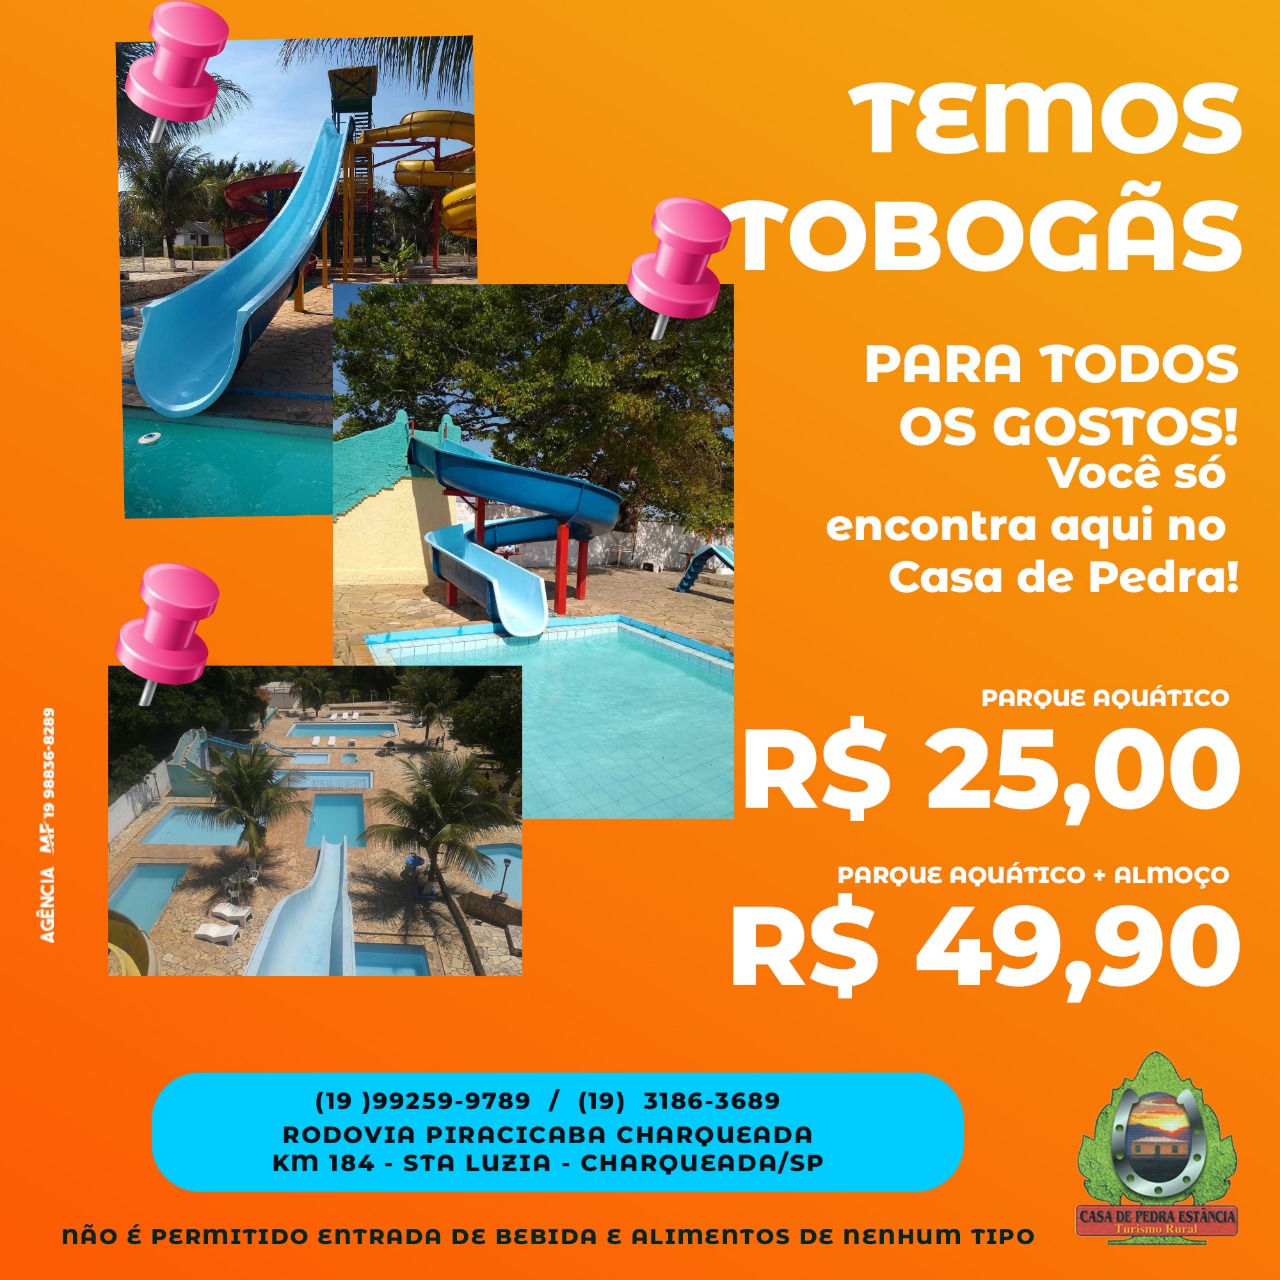 TEMOS
TOBOGÃS
PARA TODOS
OS GOSTOS!
Você só
encontra aqui no
Casa de Pedra!
PARQUE AQUÁTICO
R$ 25,00
PARQUE AQUÁTICO + ALMOÇO
R$ 49,90
AGÊNCIA MF 19 98836-8289
(19 )99259-9789 / (19) 3186-3689
RODOVIA PIRACICABA CHARQUEADA
KM 184 - STA LUZIA - CHARQUEADA/SP
NÃO É PERMITIDO ENTRADA DE BEBIDA E ALIMENTOS DE NENHUM TIPO
CASA DE PEDRA ESTÂNCIA
Turismo Rural